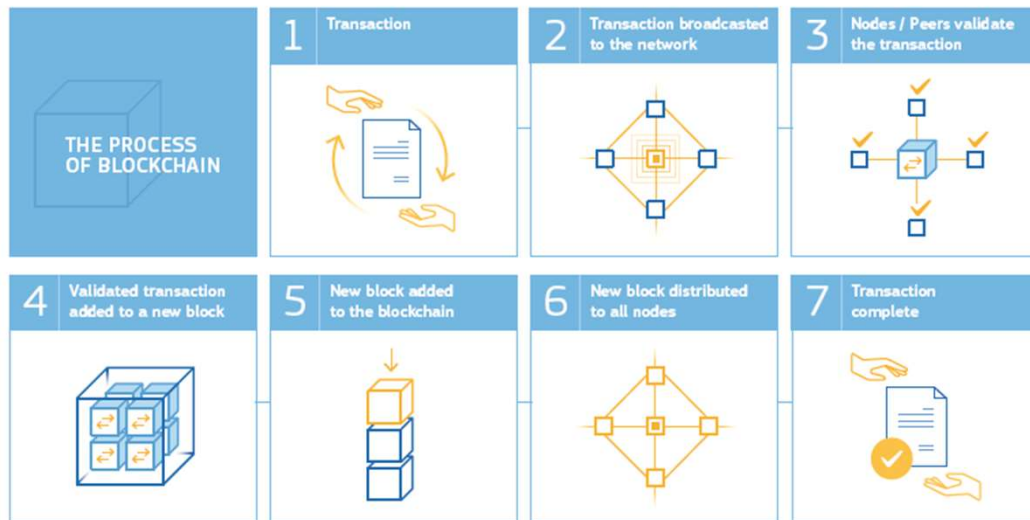 THE PROCESS
OF BLOCKCHAIN
1
Transaction
2
Transaction broadcasted
to the network
3
Nodes / Peers validate
the transaction
4
Validated transaction
added to a new block
5
New block added
to the blockchain
6
New block distributed
to all nodes
7
Transaction
complete